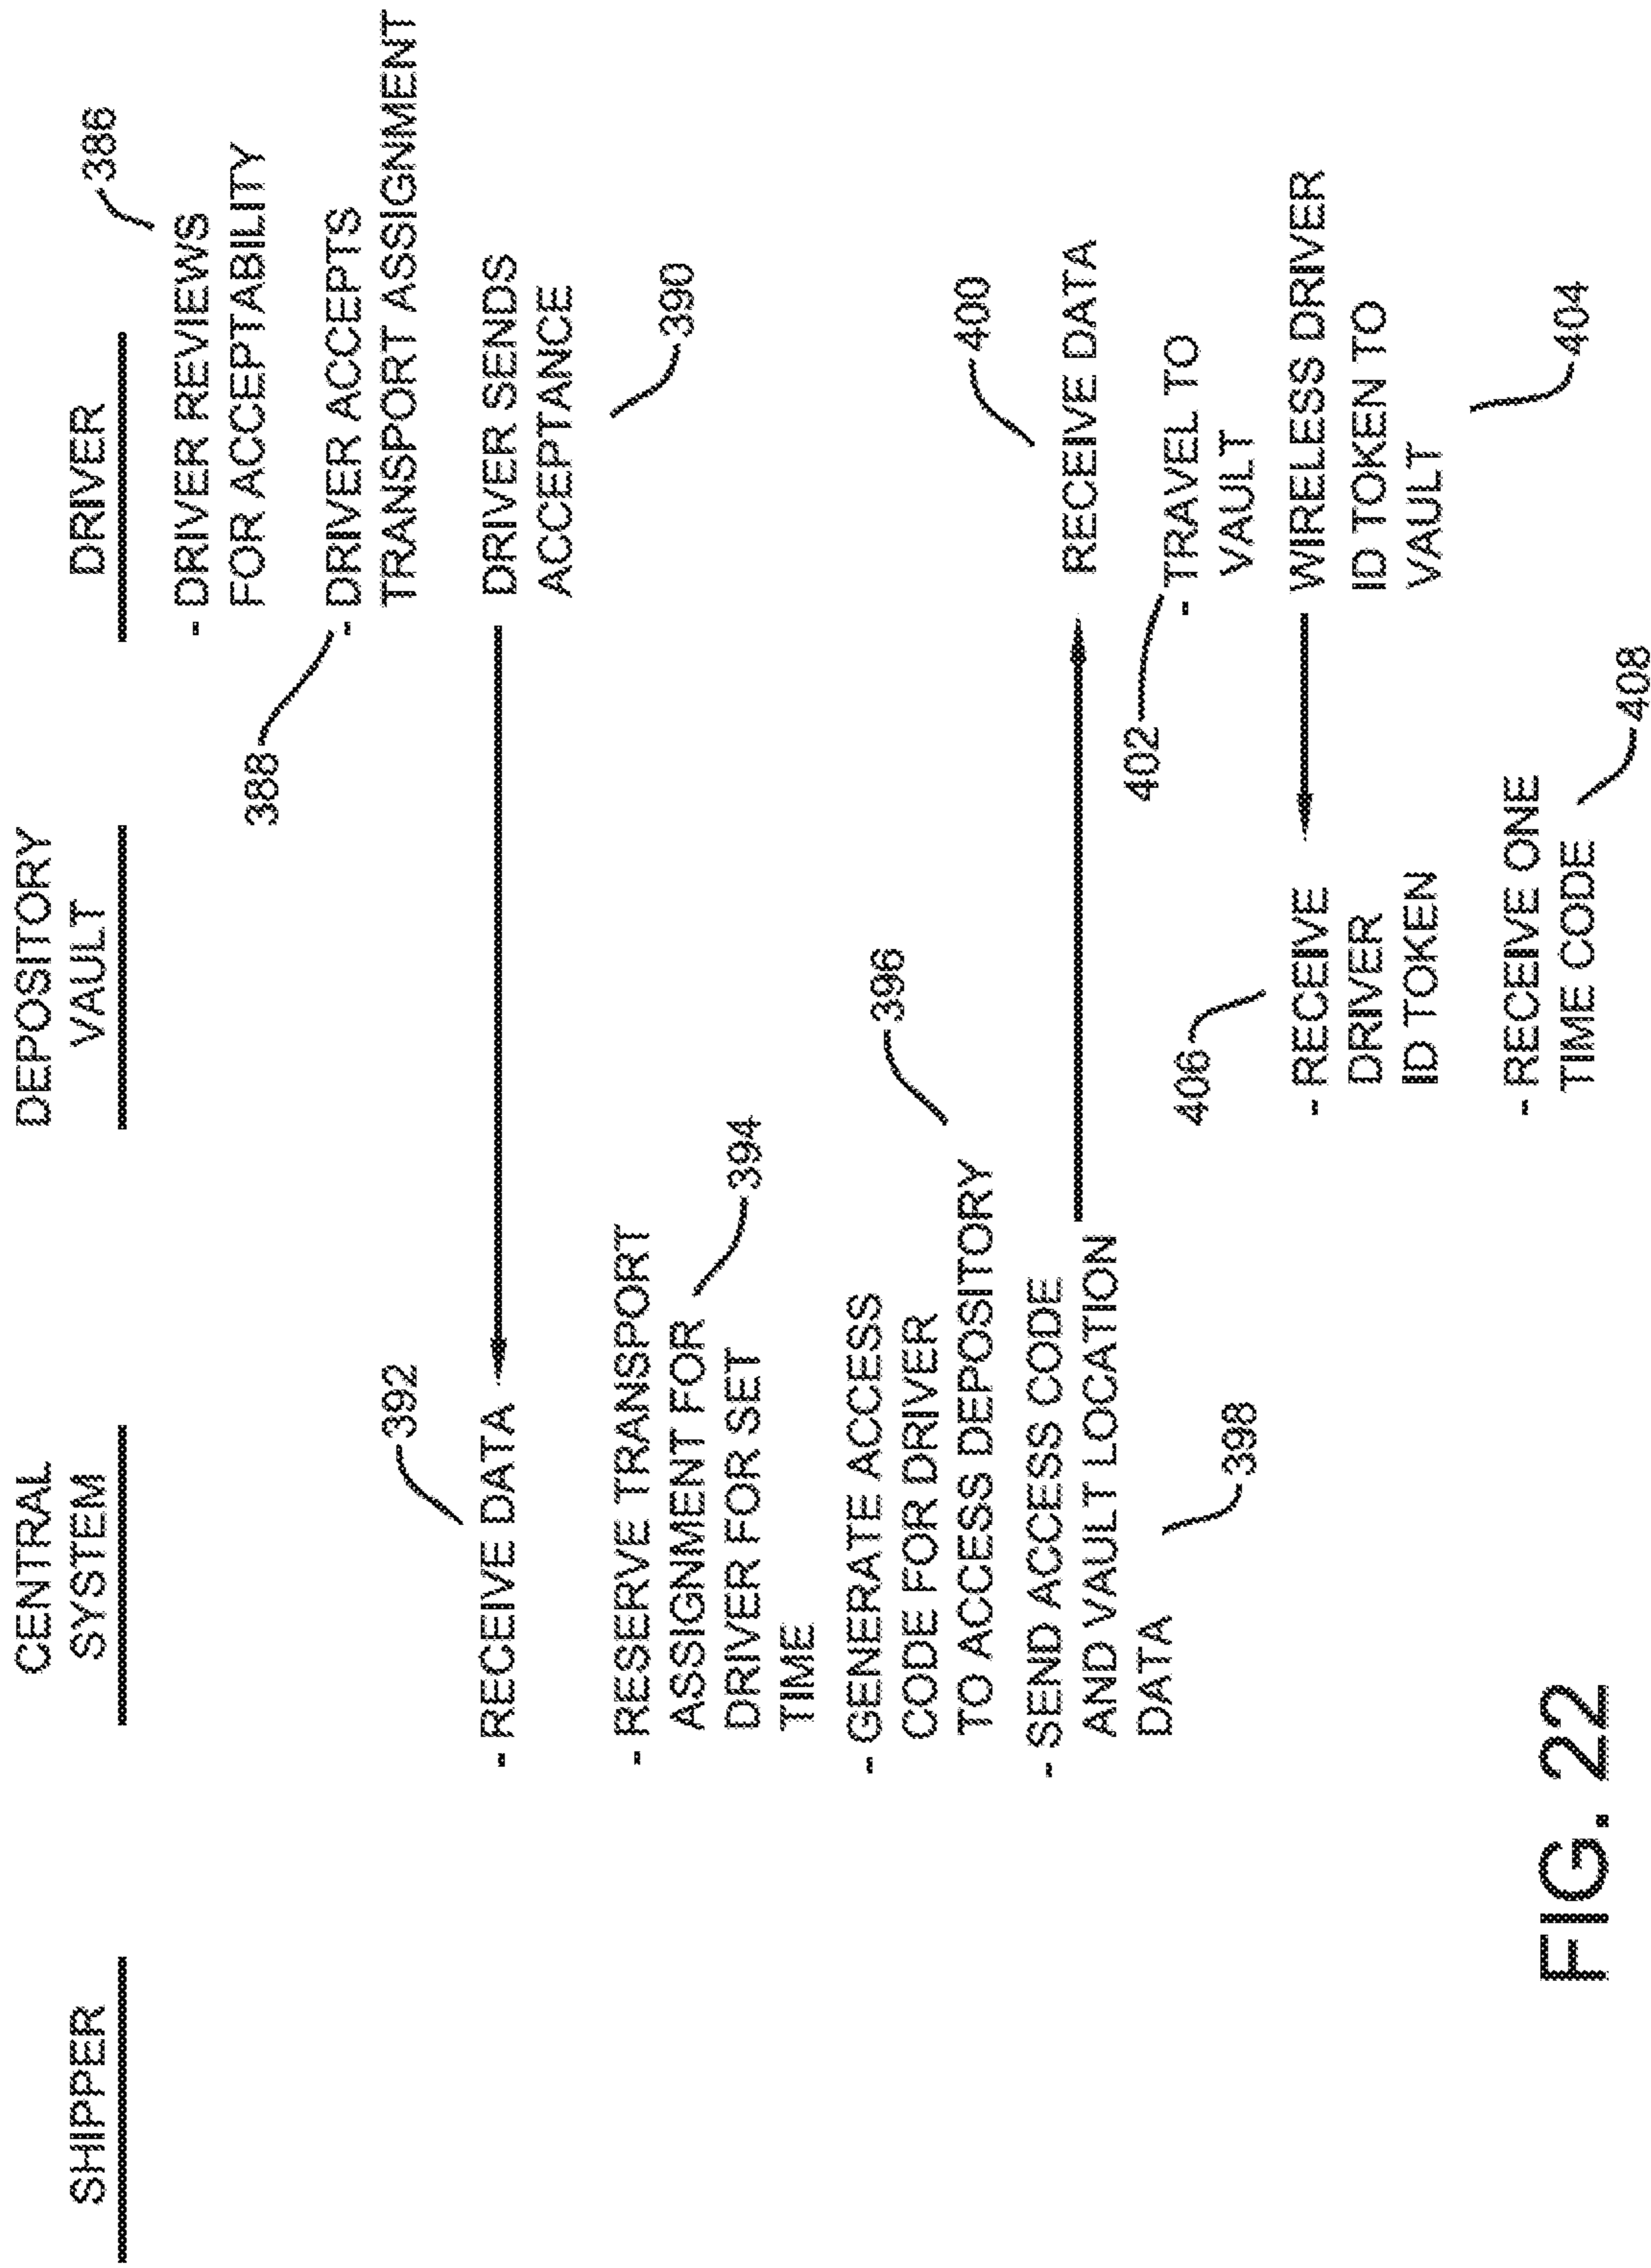 SHIPPER
CENTRAL
SYSTEM
DEPOSITORY
VAULT
DRIVER
- DRIVER REVIEWS
FOR ACCEPTABILITY
386
388
- DRIVER ACCEPTS
TRANSPORT ASSIGNMENT
DRIVER SENDS
ACCEPTANCE
390
392
- RECEIVE DATA
- RESERVE TRANSPORT
ASSIGNMENT FOR
DRIVER FOR SET
TIME
394
- GENERATE ACCESS
CODE FOR DRIVER
TO ACCESS DEPOSITORY
396
- SEND ACCESS CODE
AND VAULT LOCATION
DATA
398
400
RECEIVE DATA
402
- TRAVEL TO
VAULT
WIRELESS DRIVER
ID TOKEN TO
VAULT
404
406
- RECEIVE
DRIVER
ID TOKEN
- RECEIVE ONE
TIME CODE
408
FIG. 22